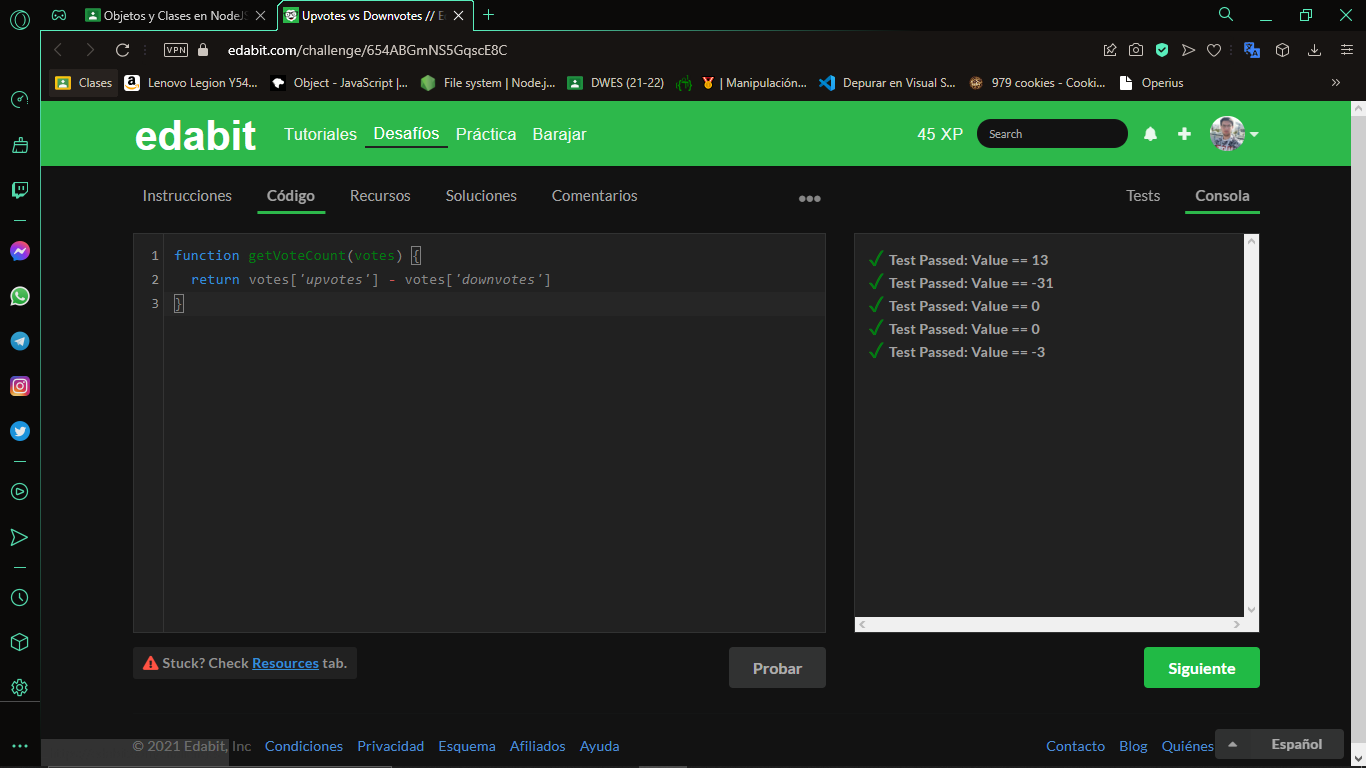 Objetos y Clases en NodeJS
Upvotes vs Downvotes // E
VPN
edabit.com/challenge/654ABGmNS5GqscE8C
Clases
Lenovo Legion Y54...
Object - JavaScript |...
File system | Node.j...
DWES (21-22)
| Manipulación...
Depurar en Visual S...
979 cookies - Cooki...
Operius
»
edabit
Tutoriales
Desafíos
Práctica
Barajar
45 XP
Search
Instrucciones
Código
Recursos
Soluciones
Comentarios
Tests
Consola
1 function getVoteCount(votes) {
2 return votes['upvotes'] - votes['downvotes']
3 }
Test Passed: Value == 13
Test Passed: Value == -31
Test Passed: Value == 0
Test Passed: Value == 0
Test Passed: Value == -3
Stuck? Check Resources tab.
Probar
Siguiente
© 2021 Edabit, Inc
Condiciones
Privacidad
Esquema
Afiliados
Ayuda
Contacto
Blog
Quiénes
Español